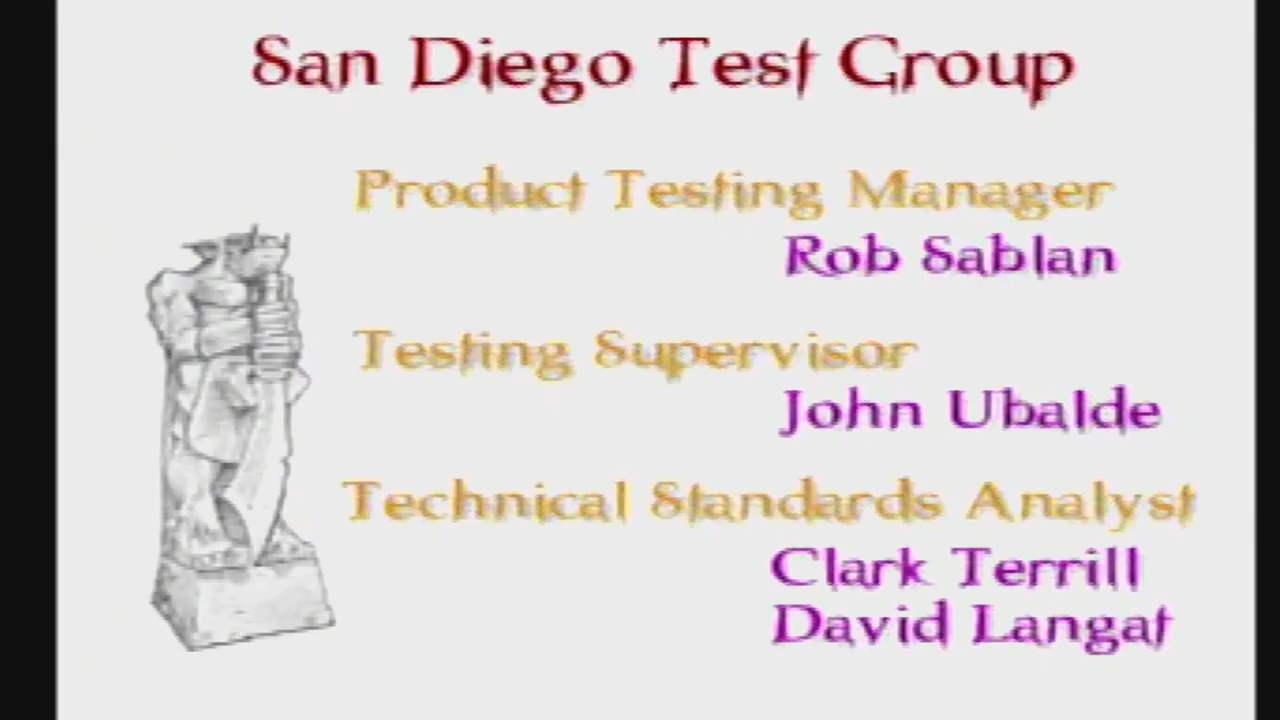 San Diego Test Group
Product Testing Manager
Rob Sablan
Testing Supervisor
John Ubalde
Technical Standards Analyst
Clark Terrill
David Langat